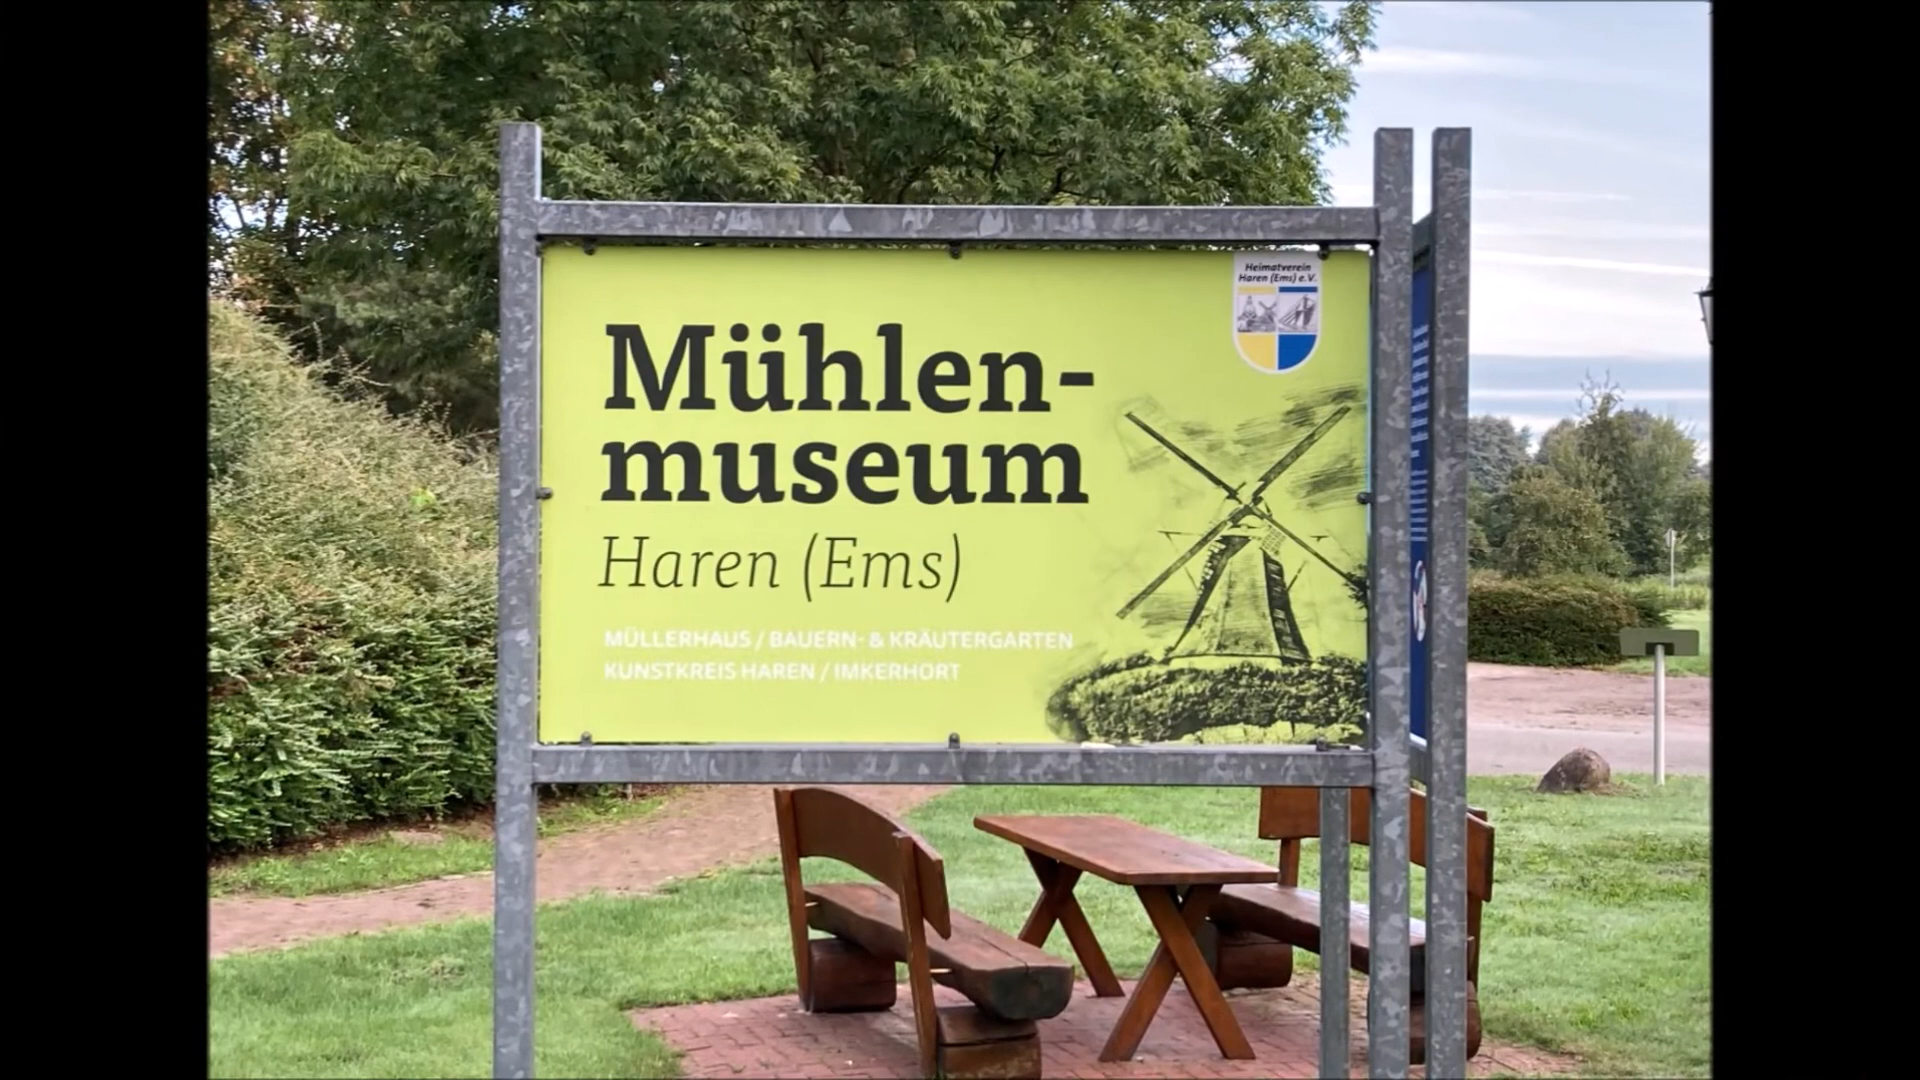 Heimatverein
Haren (Ems) e.V.
Mühlen-
museum
Haren (Ems)
MÜLLERHAUS / BAUERN- & KRÄUTERGARTEN
KUNSTKREIS HAREN / IMKERHORT